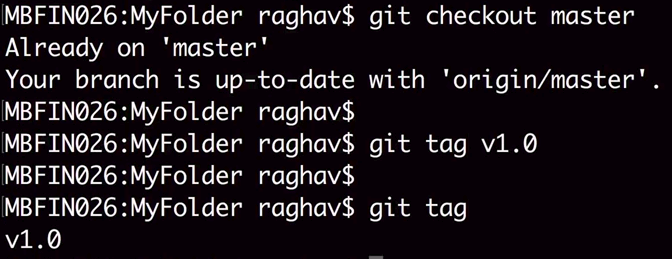 MBFIN026:MyFolder raghav$ git checkout master
Already on 'master'
Your branch is up-to-date with 'origin/master'.
MBFIN026:MyFolder raghav$
MBFIN026:MyFolder raghav$ git tag v1.0
MBFIN026:MyFolder raghav$
MBFIN026:MyFolder raghav$ git tag
v1.0